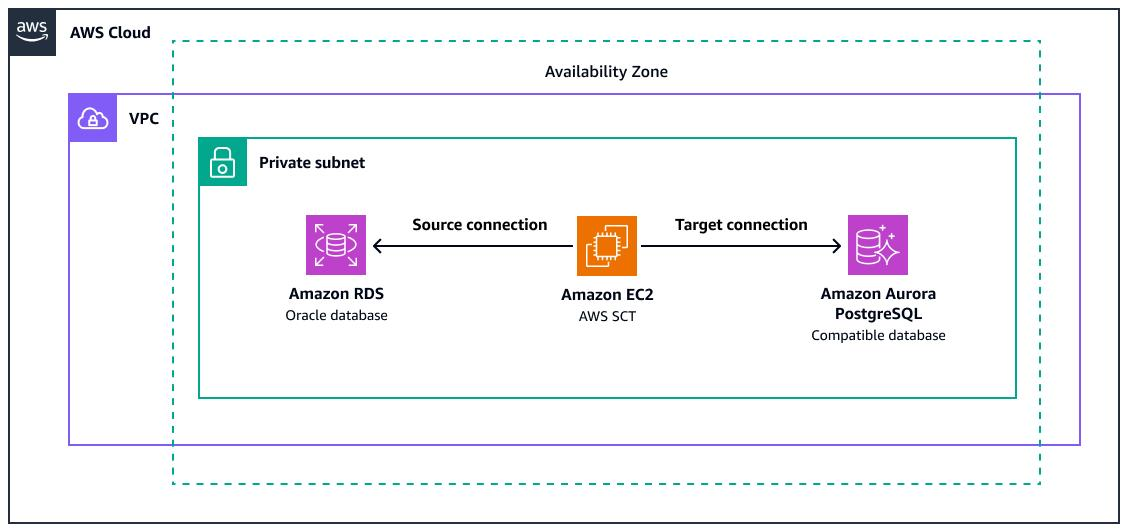 aws
AWS Cloud
Availability Zone
VPC
Private subnet
Source connection
Target connection
Amazon RDS
Oracle database
Amazon EC2
AWS SCT
Amazon Aurora
PostgreSQL
Compatible database